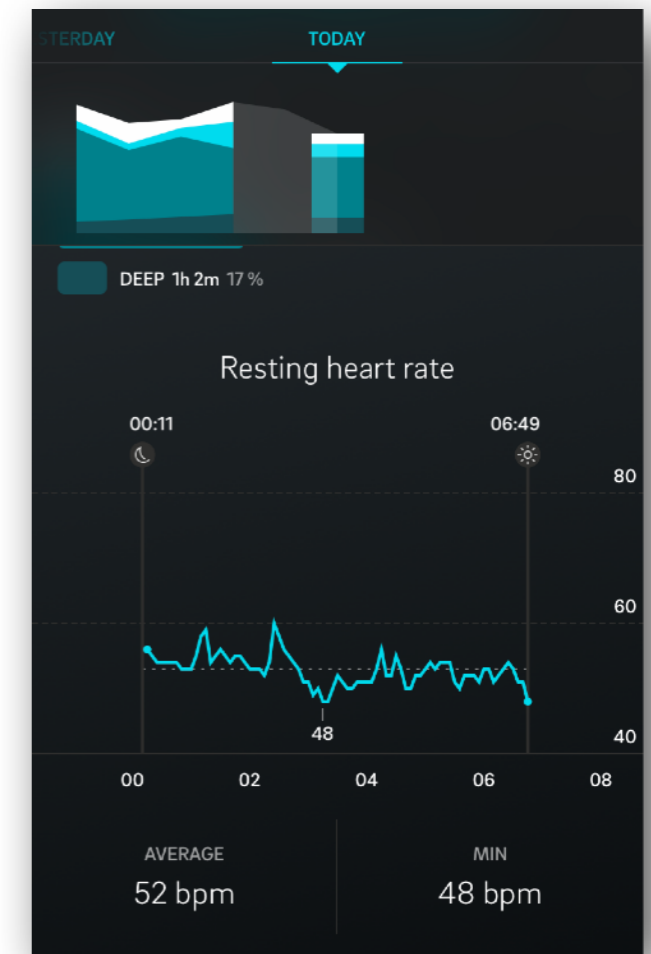 STERDAY TODAY
DEEP 1h 2m 17 %
Resting heart rate
00:11 06:49
80
60
48
40
00 02 04 06 08
AVERAGE MIN
52 bpm 48 bpm